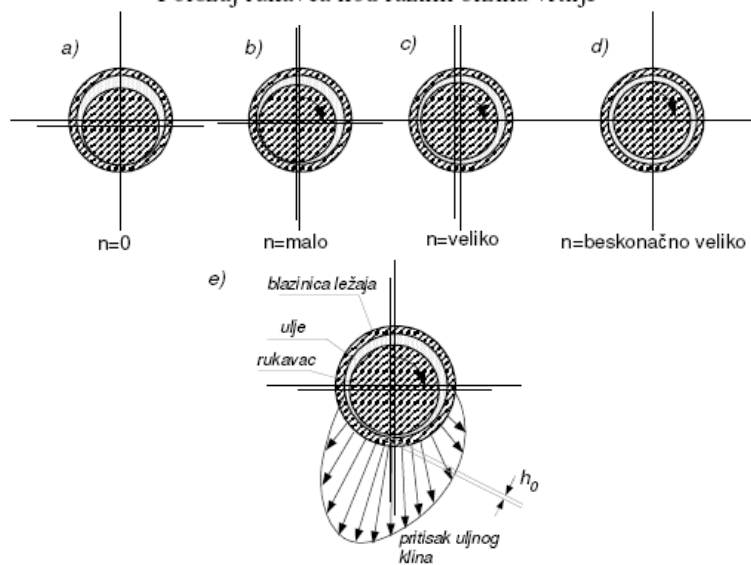 a)
b)
c)
d)
n=0
n=malo
n=veliko
n=beskonačno veliko
e)
blazinica ležaja
ulje
rukavac
h₀
pritisak uljnog
klina